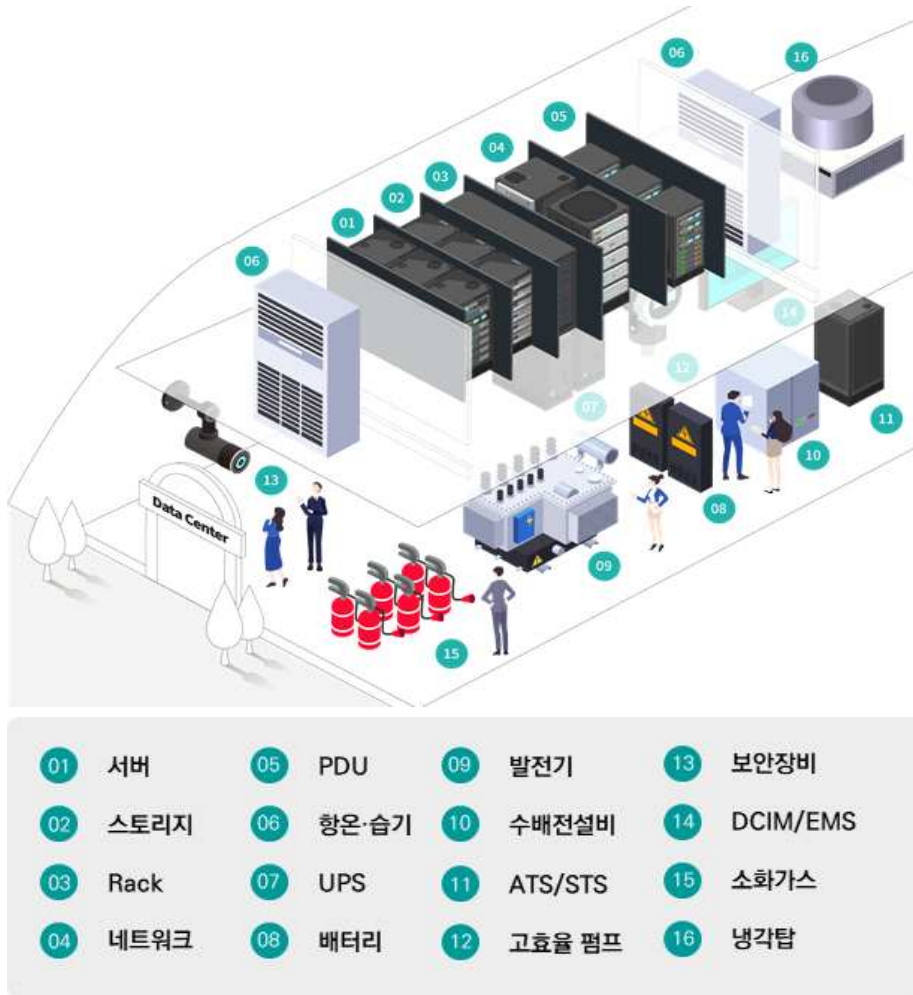 06
16
05
04
03
02
01
06
14
12
11
07
10
13
08
Data Center
09
15
01 서버
05 PDU
09 발전기
13 보안장비
02 스토리지
06 항온·습기
10 수배전설비
14 DCIM/EMS
03 Rack
07 UPS
11 ATS/STS
15 소화가스
04 네트워크
08 배터리
12 고효율 펌프
16 냉각탑